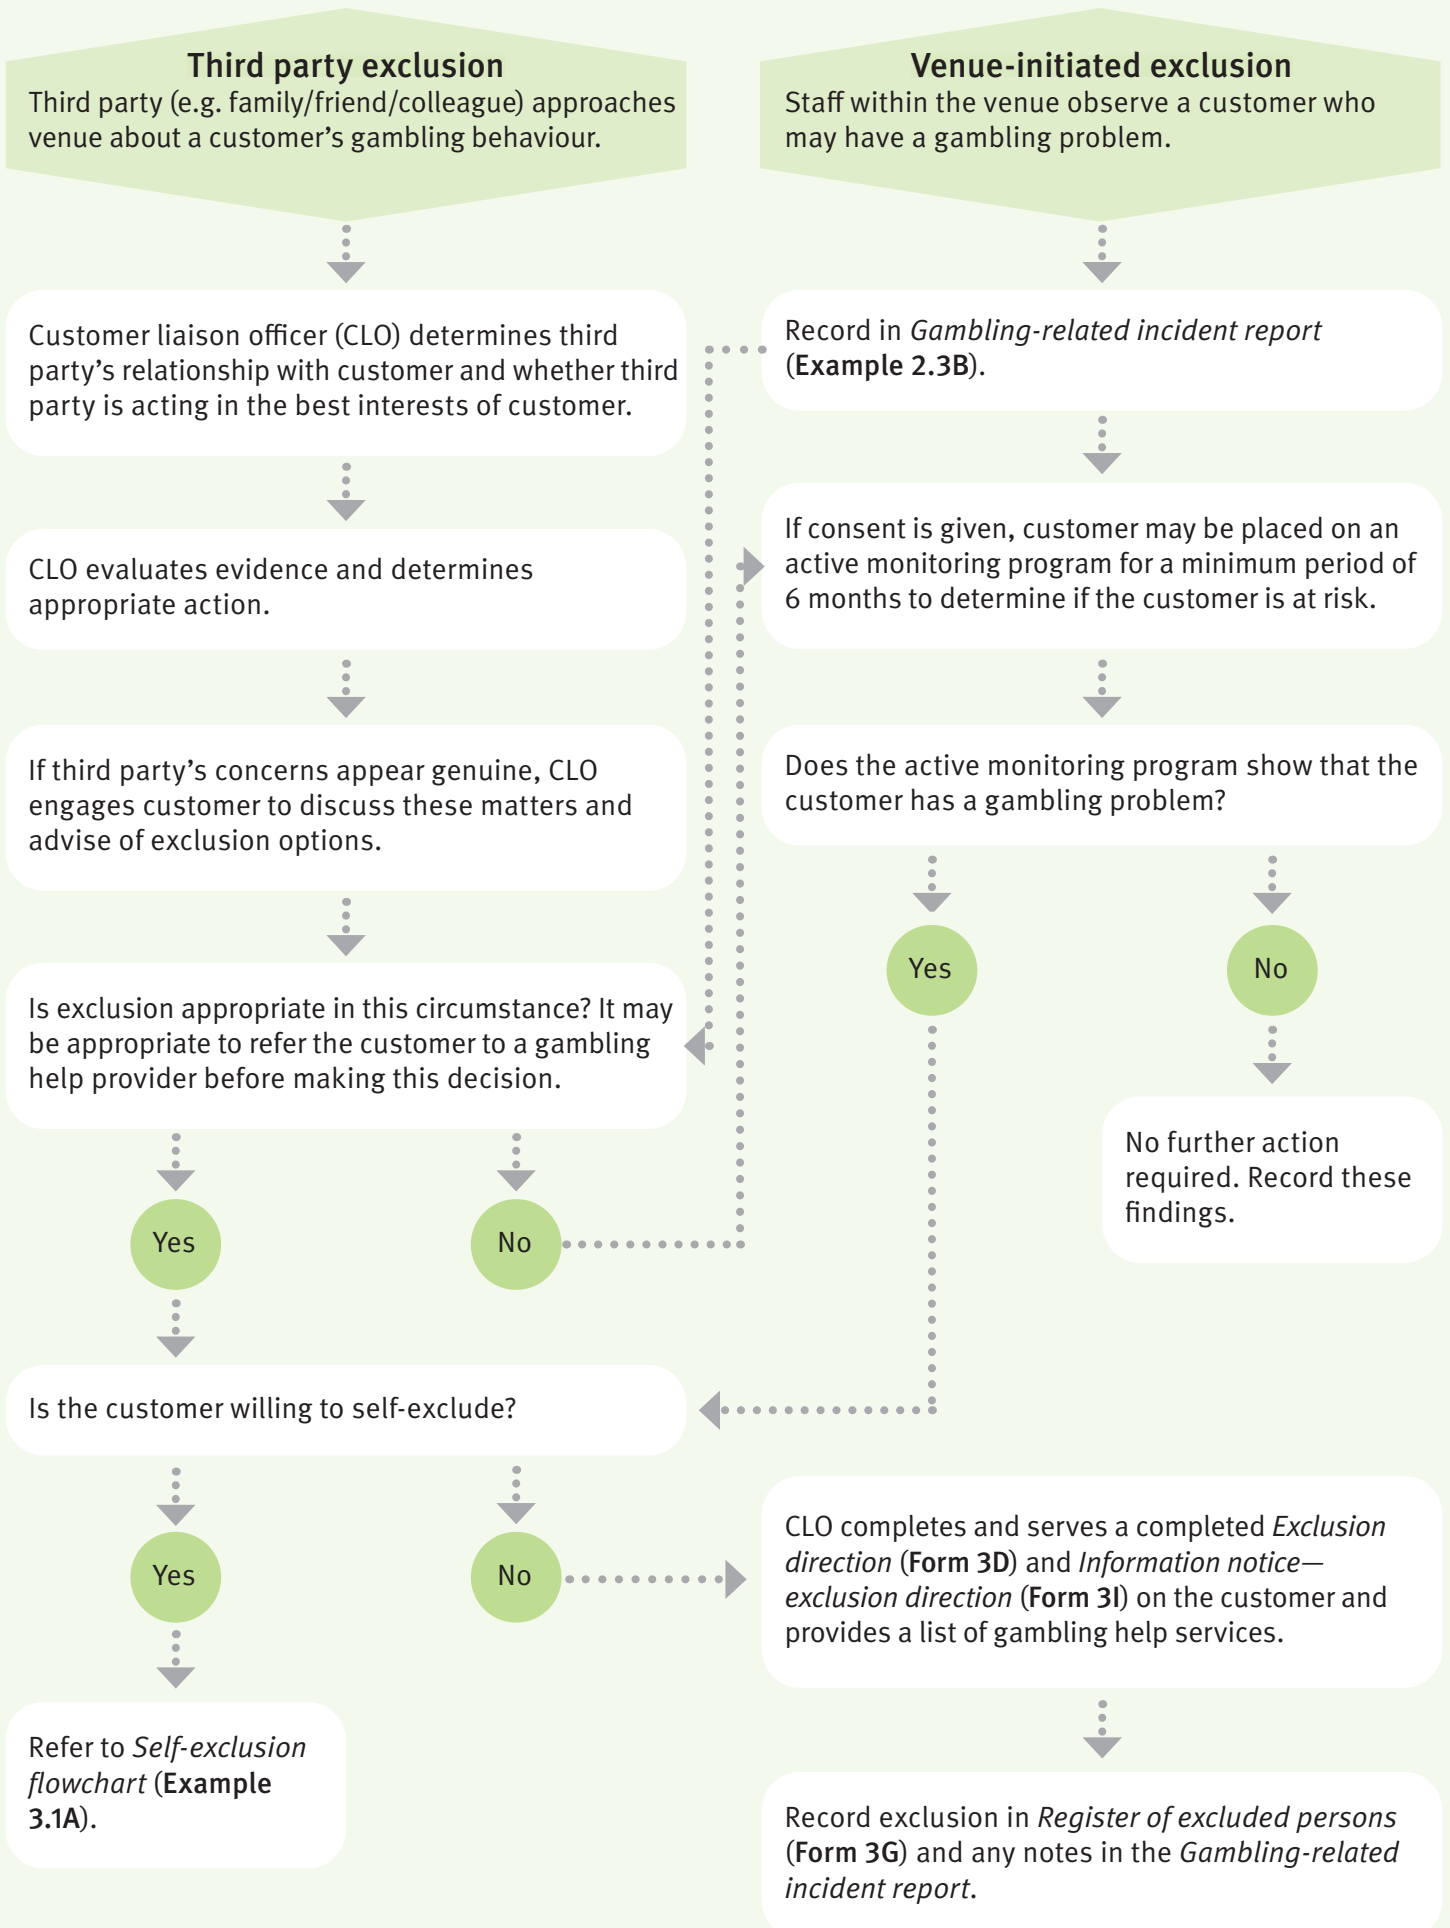 Third party exclusion
Third party (e.g. family/friend/colleague) approaches
venue about a customer’s gambling behaviour.
Venue-initiated exclusion
Staff within the venue observe a customer who
may have a gambling problem.
Customer liaison officer (CLO) determines third
party’s relationship with customer and whether third
party is acting in the best interests of customer.
Record in Gambling-related incident report
(Example 2.3B).
CLO evaluates evidence and determines
appropriate action.
If consent is given, customer may be placed on an
active monitoring program for a minimum period of
6 months to determine if the customer is at risk.
If third party’s concerns appear genuine, CLO
engages customer to discuss these matters and
advise of exclusion options.
Does the active monitoring program show that the
customer has a gambling problem?
Yes
No
Is exclusion appropriate in this circumstance? It may
be appropriate to refer the customer to a gambling
help provider before making this decision.
No further action
required. Record these
findings.
Yes
No
Is the customer willing to self-exclude?
Yes
No
CLO completes and serves a completed Exclusion
direction (Form 3D) and Information notice—
exclusion direction (Form 3I) on the customer and
provides a list of gambling help services.
Refer to Self-exclusion
flowchart (Example
3.1A).
Record exclusion in Register of excluded persons
(Form 3G) and any notes in the Gambling-related
incident report.